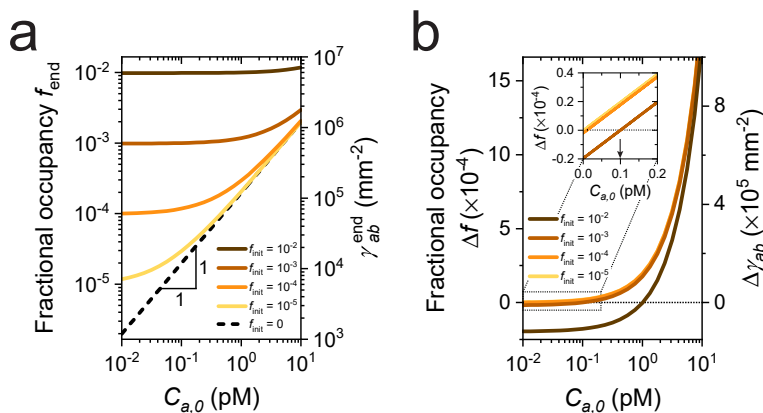 a
Fractional occupancy f_end
10^-2
10^-3
10^-4
10^-5
10^7
10^6
10^5
10^4
10^3
γ_ab^end (mm^-2)
1
1
f_init = 10^-2
f_init = 10^-3
f_init = 10^-4
f_init = 10^-5
f_init = 0
10^-2 10^-1 10^0 10^1
C_a,0 (pM)
b
Fractional occupancy
Δf (×10^-4)
15
10
5
0
9
6
3
0
Δγ_ab (×10^5 mm^-2)
0.4
0.2
0.0
-0.2
Δf (×10^-4)
0.0 0.1 0.2
C_a,0 (pM)
f_init = 10^-2
f_init = 10^-3
f_init = 10^-4
f_init = 10^-5
10^-2 10^-1 10^0 10^1
C_a,0 (pM)